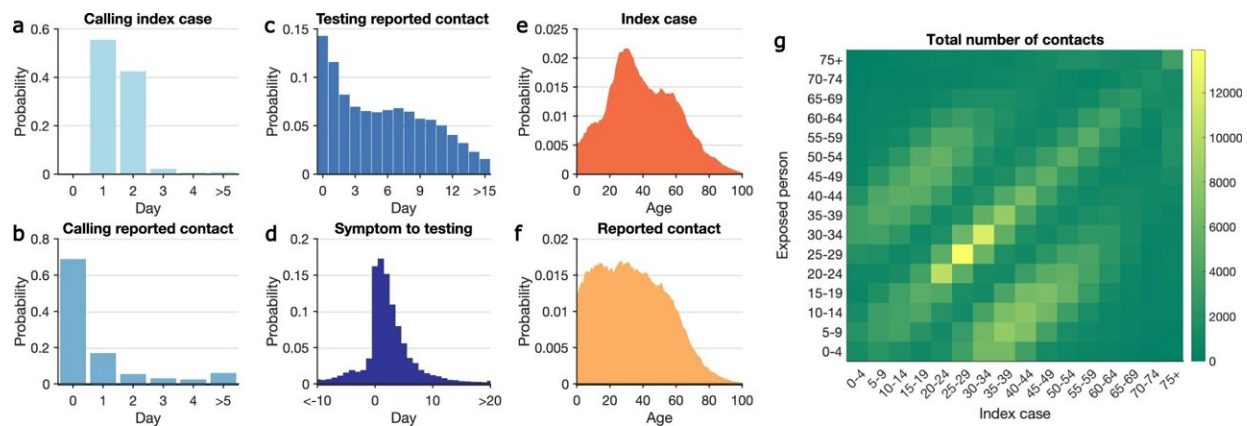 a
Calling index case
0.6
0.4
0.2
0
Probability
0 1 2 3 4 >5
Day
b
Calling reported contact
0.8
0.6
0.4
0.2
0
Probability
0 1 2 3 4 >5
Day
c
Testing reported contact
0.15
0.10
0.05
0
Probability
0 3 6 9 12 >15
Day
d
Symptom to testing
0.2
0.15
0.10
0.05
0
Probability
<-10 0 10 >20
Day
e
Index case
0.025
0.02
0.015
0.01
0.005
0
Probability
0 20 40 60 80 100
Age
f
Reported contact
0.02
0.015
0.01
0.005
0
Probability
0 20 40 60 80 100
Age
g
Total number of contacts
75+
70-74
65-69
60-64
55-59
50-54
45-49
40-44
35-39
30-34
25-29
20-24
15-19
10-14
5-9
0-4
Exposed person
0-4 5-9 10-14 15-19 20-24 25-29 30-34 35-39 40-44 45-49 50-54 55-59 60-64 65-69 70-74 75+
Index case
12000
10000
8000
6000
4000
2000
0